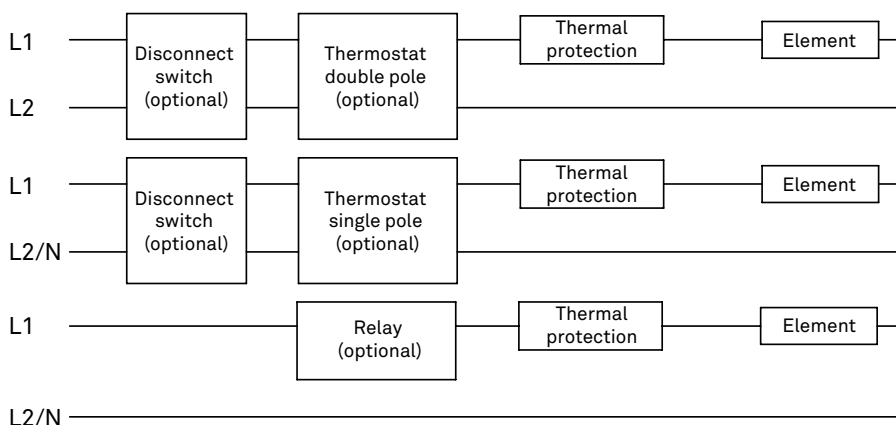 L1
Disconnect
switch
(optional)
Thermostat
double pole
(optional)
Thermal
protection
Element
L2
L1
Disconnect
switch
(optional)
Thermostat
single pole
(optional)
Thermal
protection
Element
L2/N
L1
Relay
(optional)
Thermal
protection
Element
L2/N